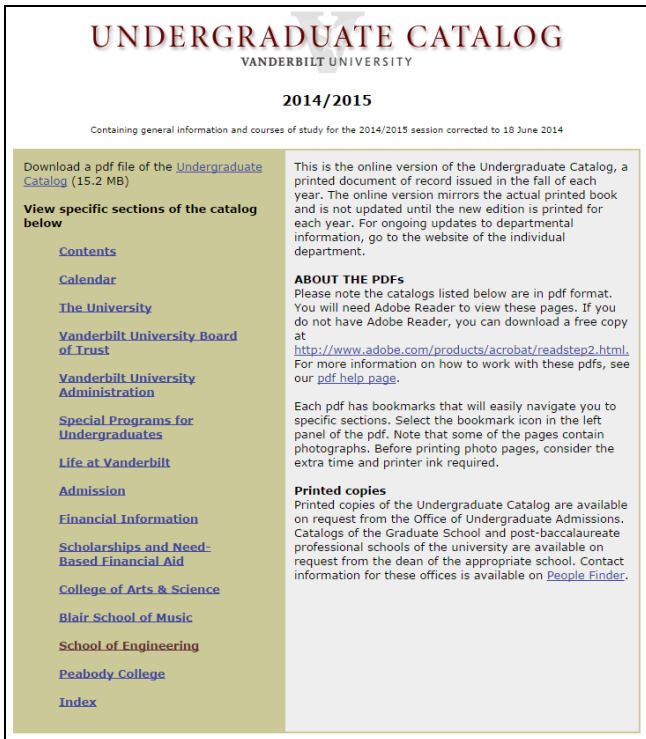 UNDERGRADUATE CATALOG
VANDERBILT UNIVERSITY
2014/2015
Containing general information and courses of study for the 2014/2015 session corrected to 18 June 2014
Download a pdf file of the Undergraduate
Catalog (15.2 MB)
View specific sections of the catalog
below
Contents
Calendar
The University
Vanderbilt University Board
of Trust
Vanderbilt University
Administration
Special Programs for
Undergraduates
Life at Vanderbilt
Admission
Financial Information
Scholarships and Need-
Based Financial Aid
College of Arts & Science
Blair School of Music
School of Engineering
Peabody College
Index
This is the online version of the Undergraduate Catalog, a
printed document of record issued in the fall of each
year. The online version mirrors the actual printed book
and is not updated until the new edition is printed for
each year. For ongoing updates to departmental
information, go to the website of the individual
department.
ABOUT THE PDFs
Please note the catalogs listed below are in pdf format.
You will need Adobe Reader to view these pages. If you
do not have Adobe Reader, you can download a free copy
at
http://www.adobe.com/products/acrobat/readstep2.html.
For more information on how to work with these pdfs, see
our pdf help page.
Each pdf has bookmarks that will easily navigate you to
specific sections. Select the bookmark icon in the left
panel of the pdf. Note that some of the pages contain
photographs. Before printing photo pages, consider the
extra time and printer ink required.
Printed copies
Printed copies of the Undergraduate Catalog are available
on request from the Office of Undergraduate Admissions.
Catalogs of the Graduate School and post-baccalaureate
professional schools of the university are available on
request from the dean of the appropriate school. Contact
information for these offices is available on People Finder.